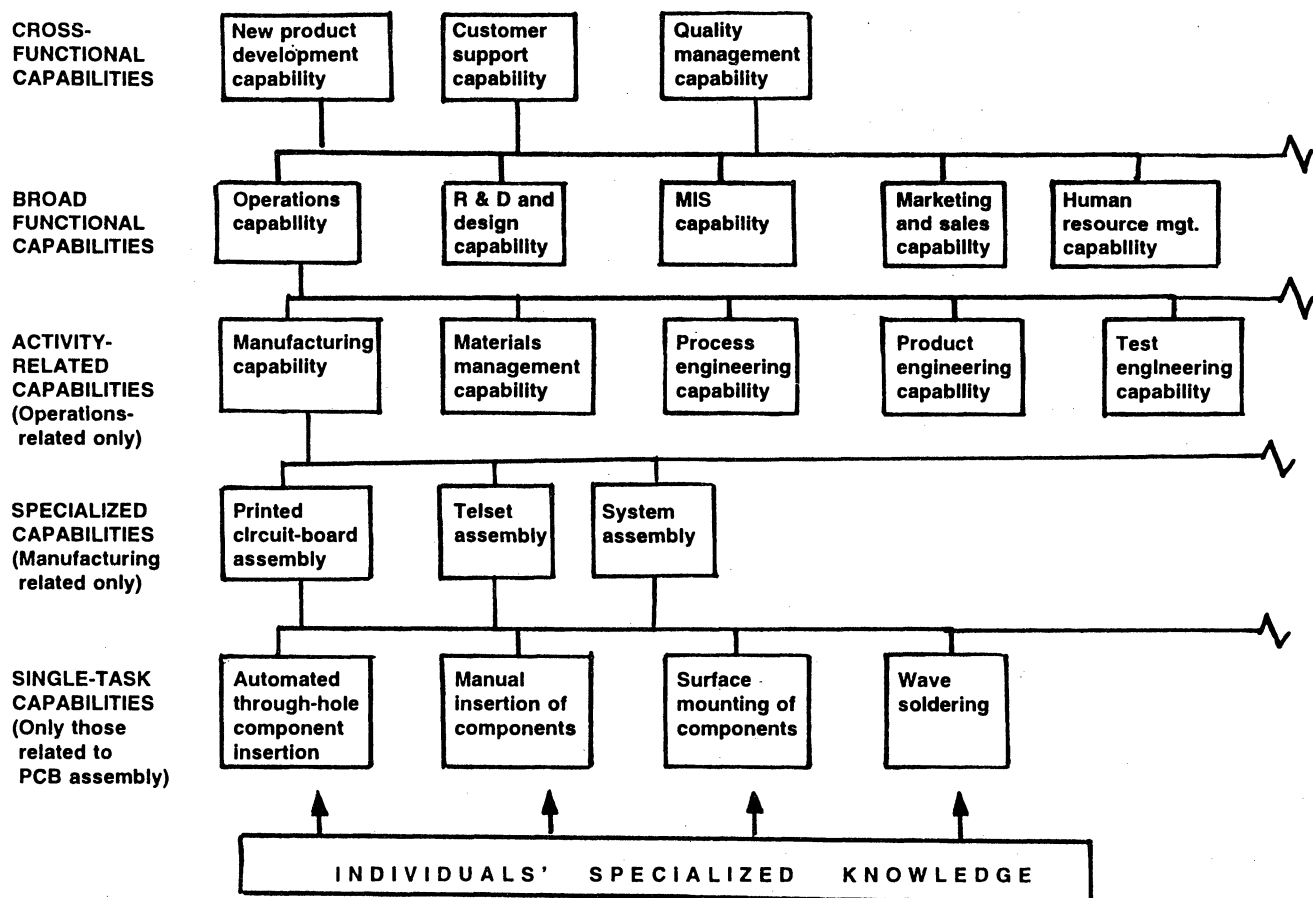 CROSS-
FUNCTIONAL
CAPABILITIES
New product
development
capability
Customer
support
capability
Quality
management
capability
BROAD
FUNCTIONAL
CAPABILITIES
Operations
capability
R & D and
design
capability
MIS
capability
Marketing
and sales
capability
Human
resource mgt.
capability
ACTIVITY-
RELATED
CAPABILITIES
(Operations-
related only)
Manufacturing
capability
Materials
management
capability
Process
engineering
capability
Product
engineering
capability
Test
engineering
capability
SPECIALIZED
CAPABILITIES
(Manufacturing
related only)
Printed
circuit-board
assembly
Telset
assembly
System
assembly
SINGLE-TASK
CAPABILITIES
(Only those
related to
PCB assembly)
Automated
through-hole
component
insertion
Manual
insertion of
components
Surface
mounting of
components
Wave
soldering
INDIVIDUALS' SPECIALIZED KNOWLEDGE